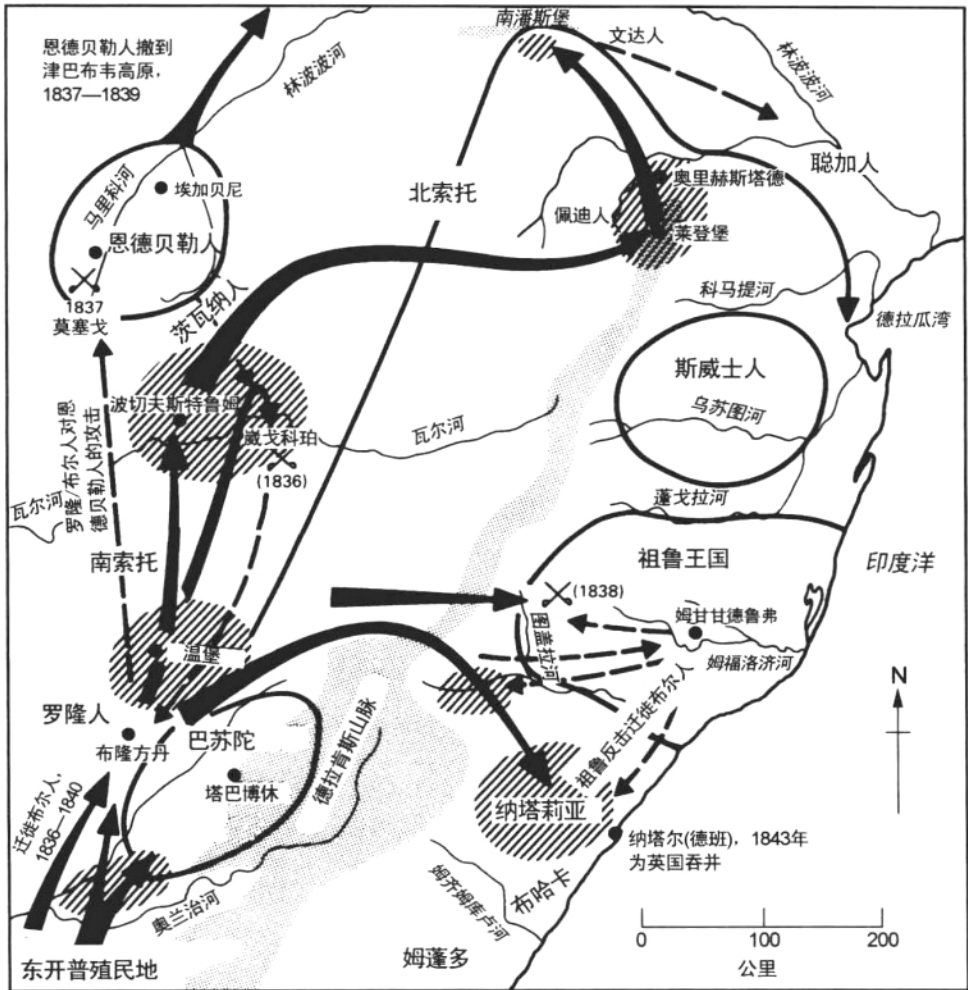 恩德贝勒人撤到
津巴布韦高原，
1837—1839
林波波河
南潘斯堡
文达人
林波波河
聪加人
马里科河
埃加贝尼
恩德贝勒人
1837
莫塞戈
北索托
佩迪人
奥里赫斯塔德
莱登堡
科马提河
德拉瓜湾
茨瓦纳人
斯威士人
乌苏图河
波切夫斯特鲁姆
崴戈科珀
(1836)
瓦尔河
瓦尔河
罗隆/布尔人对恩
德贝勒人的攻击
蓬戈拉河
祖鲁王国
印度洋
南索托
(1838)
姆甘甘德鲁弗
图盖拉河
姆福洛济河
温堡
N
罗隆人
布隆方丹
巴苏陀
塔巴博休
德拉肯斯山脉
祖鲁反击迁徙布尔人
迁徙布尔人，
1836—1840
纳塔莉亚
纳塔尔(德班)，1843年
为英国吞并
奥兰治河
姆齐姆库卢河
布哈卡
姆蓬多
东开普殖民地
0 100 200
公里